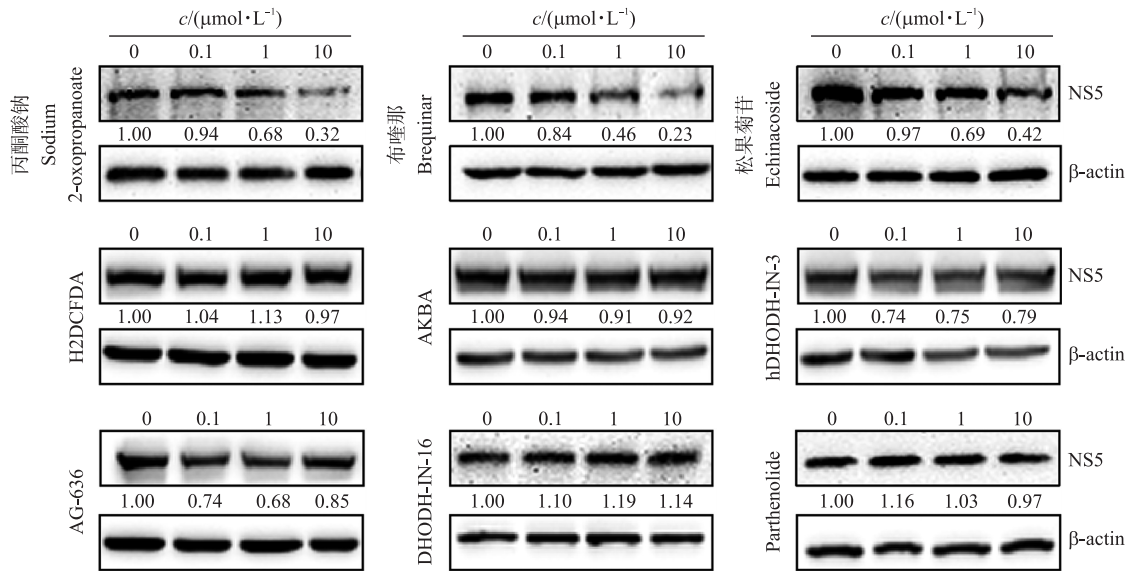 c/(μmol·L⁻¹) c/(μmol·L⁻¹) c/(μmol·L⁻¹)
0 0.1 1 10 0 0.1 1 10 0 0.1 1 10
丙酮酸钠
Sodium
2-oxopropanoate
布喹那
Brequinar
松果菊苷
Echinacoside
NS5
1.00 0.94 0.68 0.32 1.00 0.84 0.46 0.23 1.00 0.97 0.69 0.42
β-actin
0 0.1 1 10 0 0.1 1 10 0 0.1 1 10
H2DCFDA
AKBA
hDHODH-IN-3
NS5
1.00 1.04 1.13 0.97 1.00 0.94 0.91 0.92 1.00 0.74 0.75 0.79
β-actin
0 0.1 1 10 0 0.1 1 10 0 0.1 1 10
AG-636
DHODH-IN-16
Parthenolide
NS5
1.00 0.74 0.68 0.85 1.00 1.10 1.19 1.14 1.00 1.16 1.03 0.97
β-actin